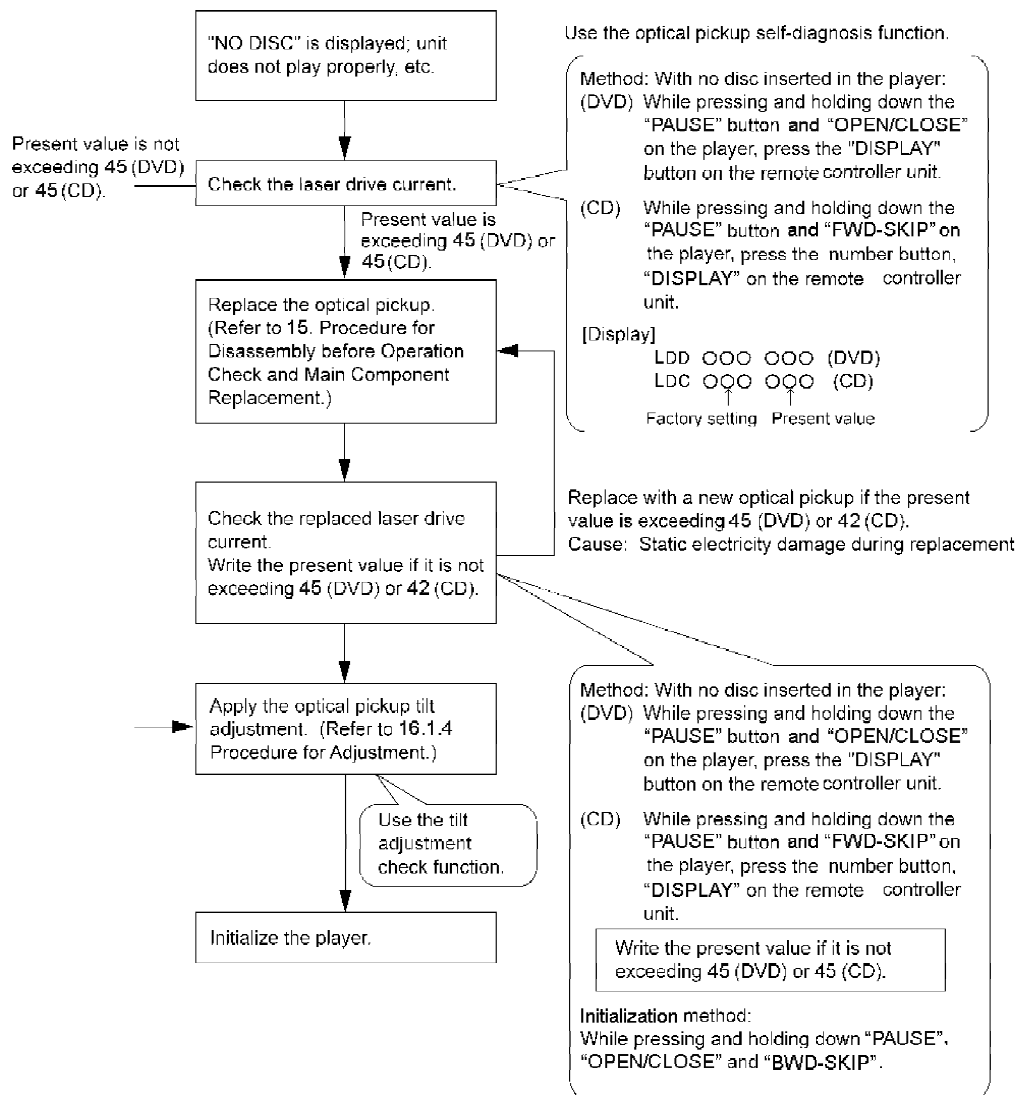 "NO DISC" is displayed; unit
does not play properly, etc.
Use the optical pickup self-diagnosis function.
Present value is not
exceeding 45 (DVD)
or 45 (CD).
Check the laser drive current.
Method: With no disc inserted in the player:
(DVD) While pressing and holding down the
“PAUSE” button and “OPEN/CLOSE”
on the player, press the "DISPLAY"
button on the remote controller unit.
(CD) While pressing and holding down the
“PAUSE” button and “FWD-SKIP” on
the player, press the number button,
“DISPLAY” on the remote controller
unit.
[Display]
LDD OOO OOO (DVD)
LDC OOO OOO (CD)
Factory setting Present value
Present value is
exceeding 45 (DVD) or
45 (CD).
Replace the optical pickup.
(Refer to 15. Procedure for
Disassembly before Operation
Check and Main Component
Replacement.)
Check the replaced laser drive
current.
Write the present value if it is not
exceeding 45 (DVD) or 42 (CD).
Replace with a new optical pickup if the present
value is exceeding 45 (DVD) or 42 (CD).
Cause: Static electricity damage during replacement
Apply the optical pickup tilt
adjustment. (Refer to 16.1.4
Procedure for Adjustment.)
Use the tilt
adjustment
check function.
Initialize the player.
Method: With no disc inserted in the player:
(DVD) While pressing and holding down the
“PAUSE” button and “OPEN/CLOSE”
on the player, press the "DISPLAY"
button on the remote controller unit.
(CD) While pressing and holding down the
“PAUSE” button and “FWD-SKIP” on
the player, press the number button,
“DISPLAY” on the remote controller
unit.
Write the present value if it is not
exceeding 45 (DVD) or 45 (CD).
Initialization method:
While pressing and holding down “PAUSE”,
“OPEN/CLOSE” and “BWD-SKIP”.